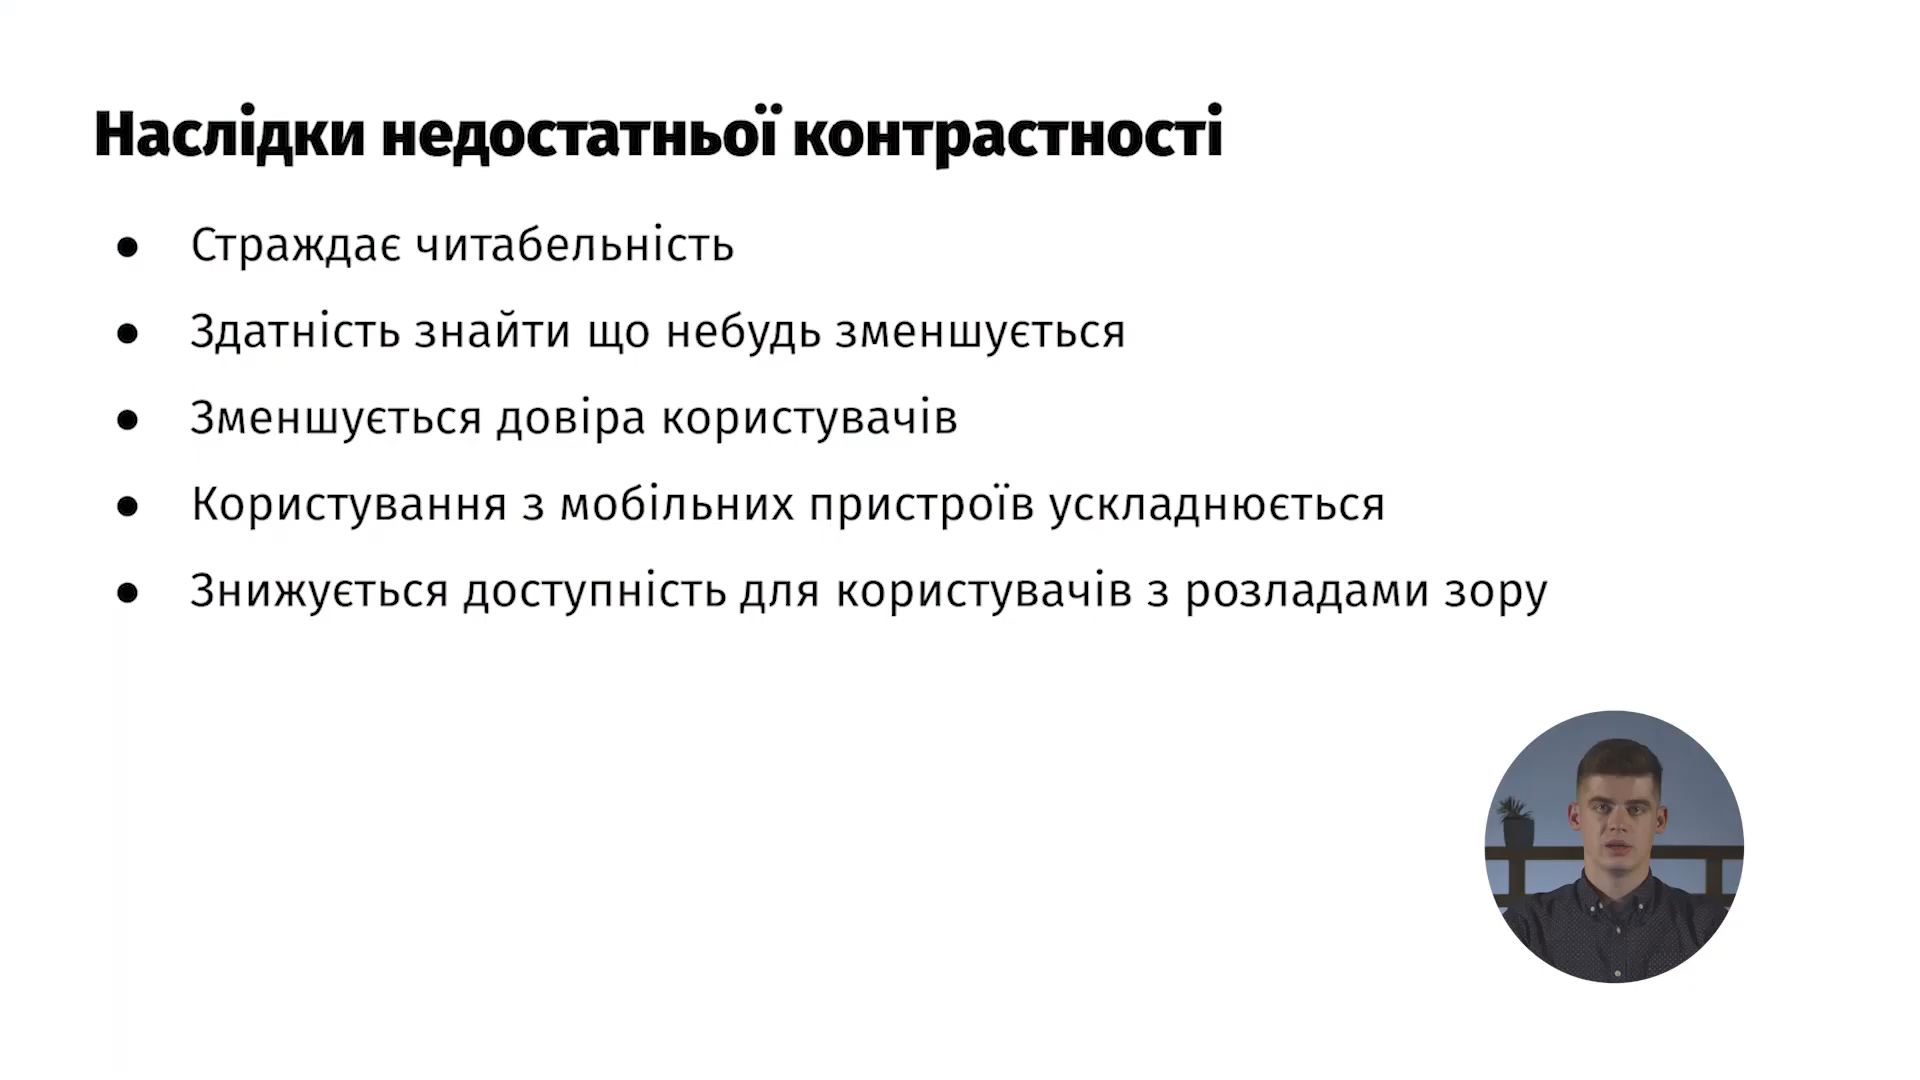 Наслідки недостатньої контрастності
● Страждає читабельність
● Здатність знайти що небудь зменшується
● Зменшується довіра користувачів
● Користування з мобільних пристроїв ускладнюється
● Знижується доступність для користувачів з розладами зору